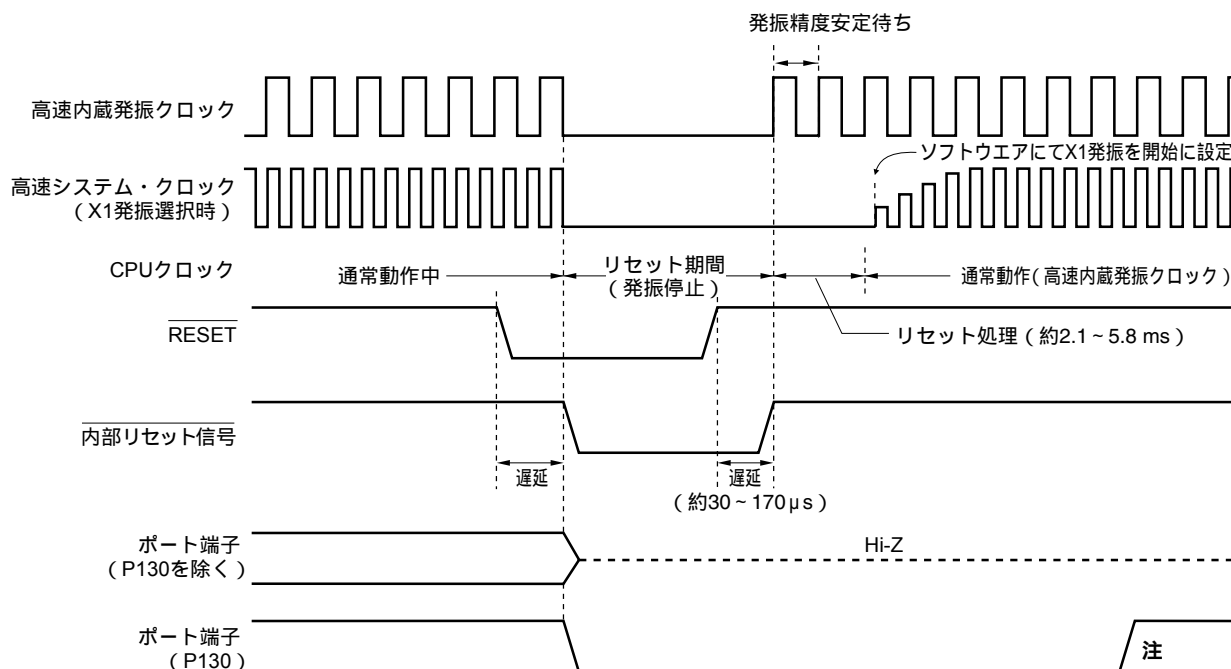 発振精度安定待ち
高速内蔵発振クロック
ソフトウエアにてX1発振を開始に設定
高速システム・クロック
（X1発振選択時）
CPUクロック
通常動作中
リセット期間
（発振停止）
通常動作（高速内蔵発振クロック）
RESET
リセット処理（約2.1～5.8 ms）
内部リセット信号
遅延
遅延
（約30～170μs）
ポート端子
（P130を除く）
Hi-Z
ポート端子
（P130）
注